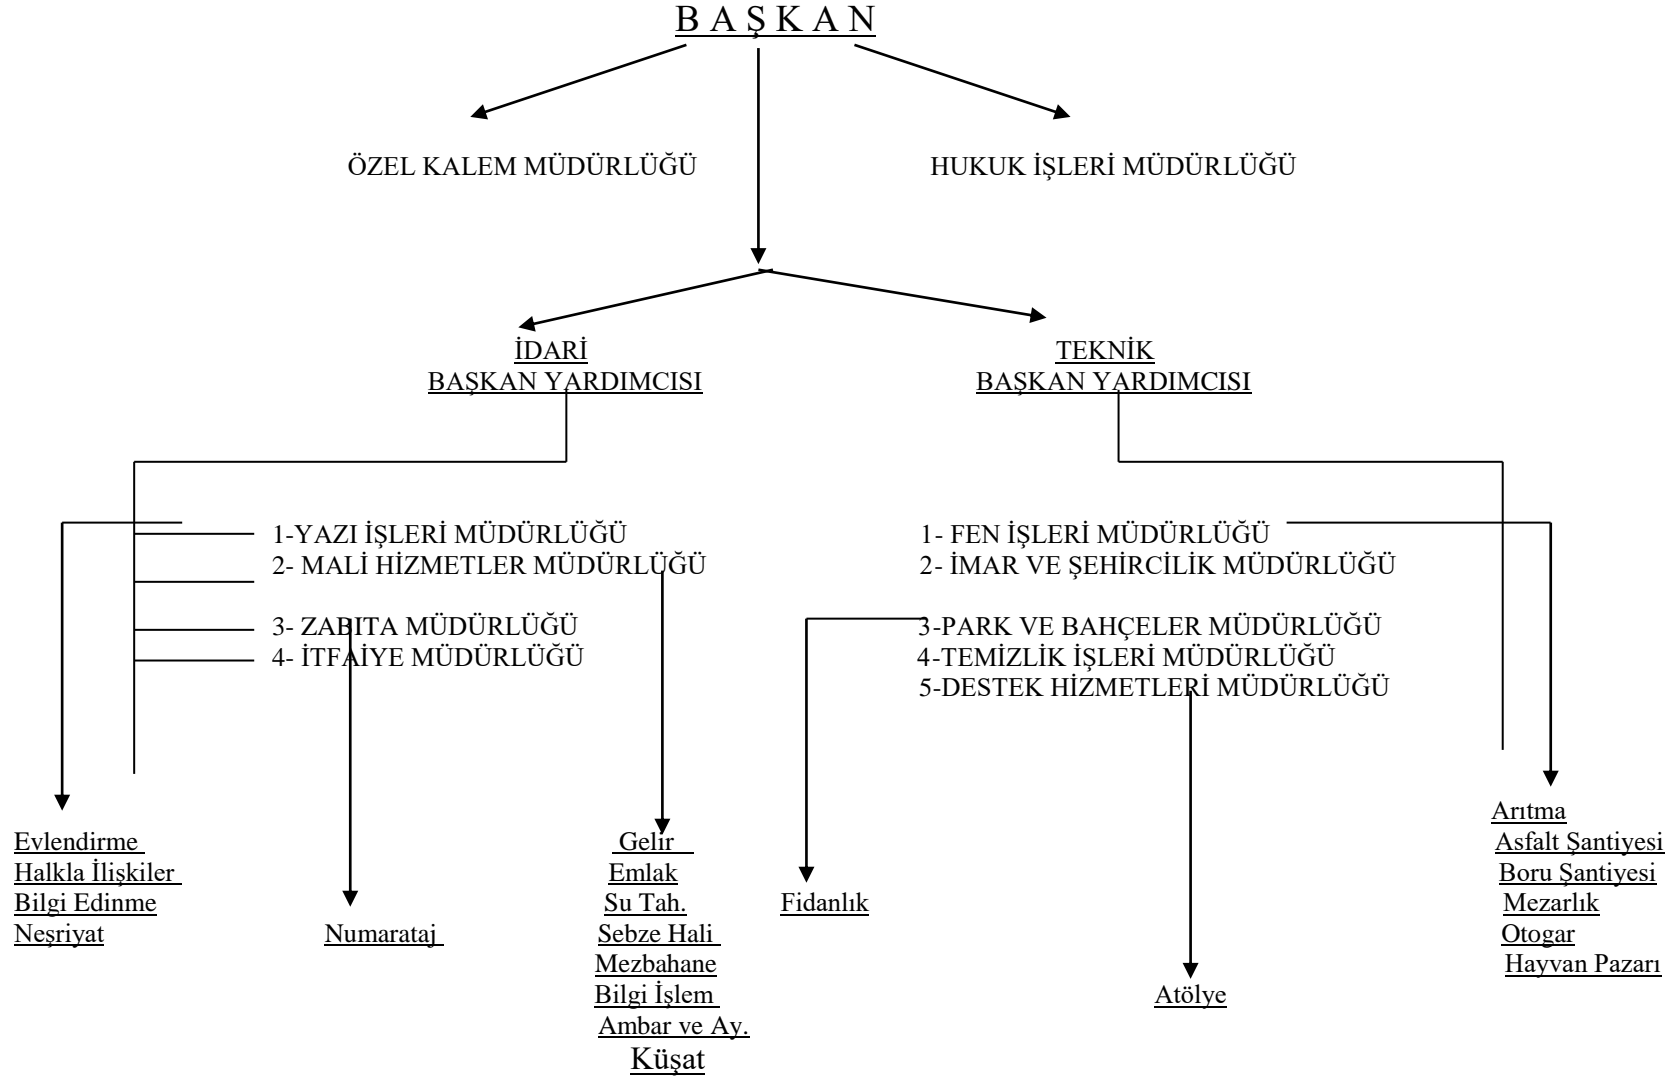 B A Ş K A N
ÖZEL KALEM MÜDÜRLÜĞÜ
HUKUK İŞLERİ MÜDÜRLÜĞÜ
İDARİ
BAŞKAN YARDIMCISI
TEKNİK
BAŞKAN YARDIMCISI
1-YAZI İŞLERİ MÜDÜRLÜĞÜ
2- MALİ HİZMETLER MÜDÜRLÜĞÜ
3- ZABITA MÜDÜRLÜĞÜ
4- İTFAİYE MÜDÜRLÜĞÜ
1- FEN İŞLERİ MÜDÜRLÜĞÜ
2- İMAR VE ŞEHİRCİLİK MÜDÜRLÜĞÜ
3-PARK VE BAHÇELER MÜDÜRLÜĞÜ
4-TEMİZLİK İŞLERİ MÜDÜRLÜĞÜ
5-DESTEK HİZMETLERİ MÜDÜRLÜĞÜ
Evlendirme
Halkla İlişkiler
Bilgi Edinme
Neşriyat
Numarataj
Gelir
Emlak
Su Tah.
Sebze Hali
Mezbahane
Bilgi İşlem
Ambar ve Ay.
Küşat
Fidanlık
Atölye
Arıtma
Asfalt Şantiyesi
Boru Şantiyesi
Mezarlık
Otogar
Hayvan Pazarı